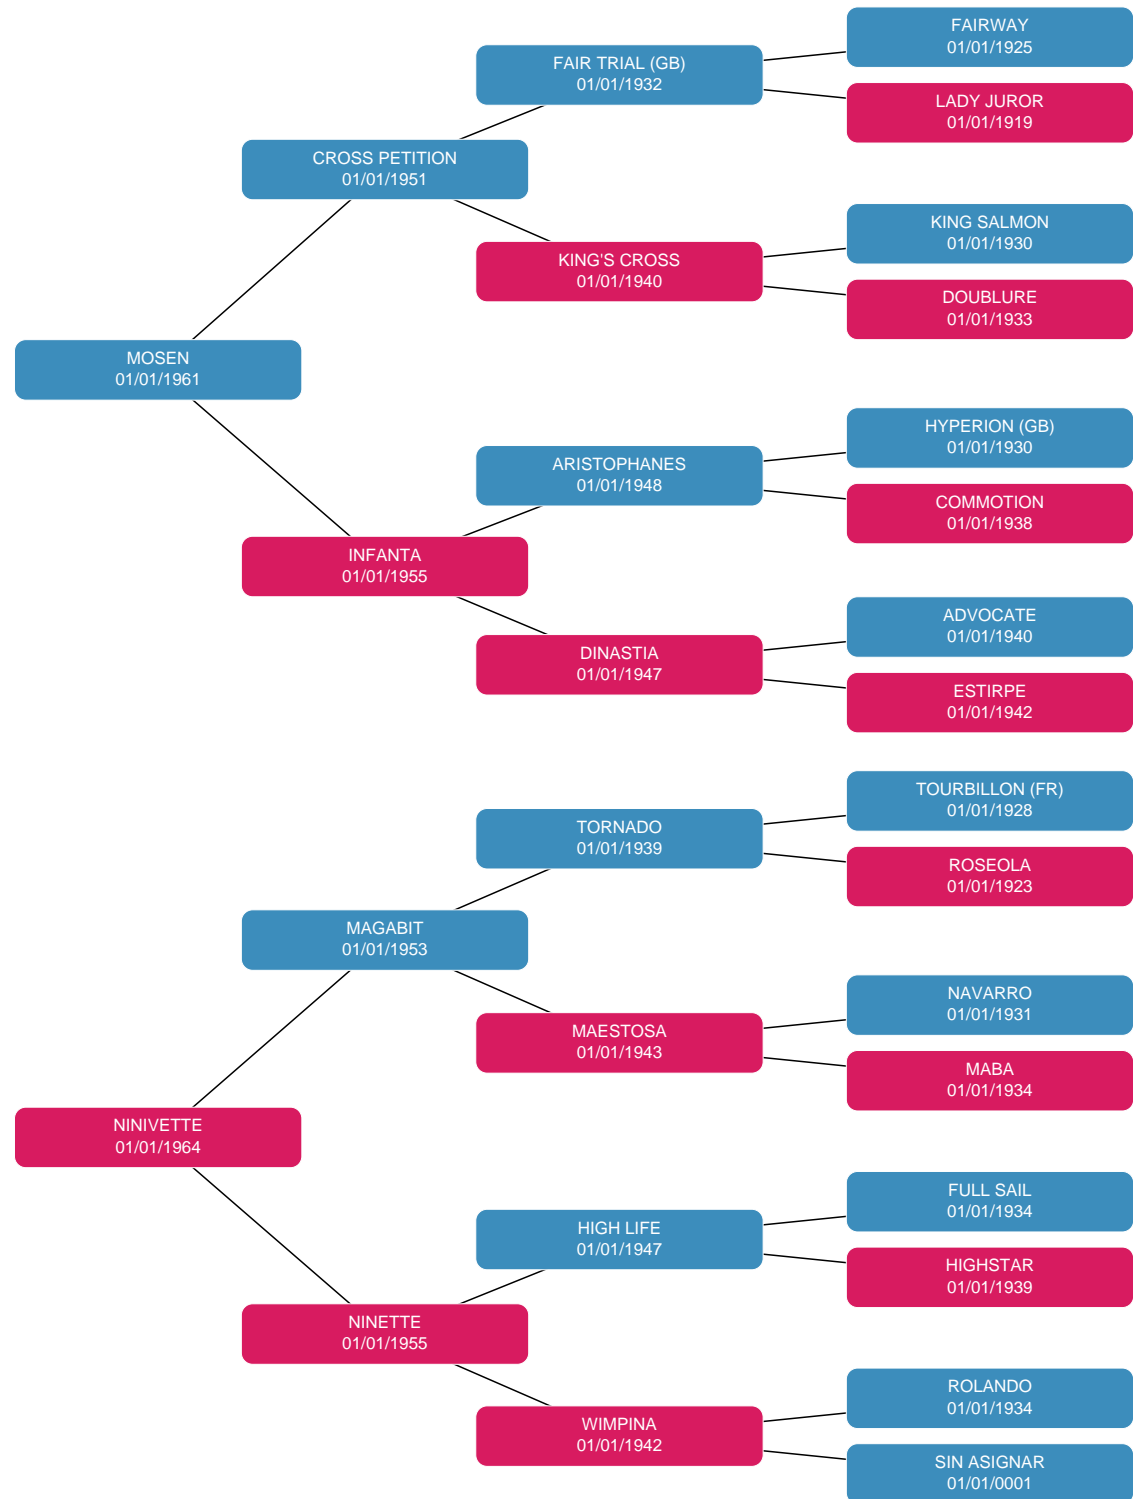 FAIRWAY
01/01/1925
FAIR TRIAL (GB)
01/01/1932
LADY JUROR
01/01/1919
CROSS PETITION
01/01/1951
KING SALMON
01/01/1930
KING'S CROSS
01/01/1940
DOUBLURE
01/01/1933
MOSEN
01/01/1961
HYPERION (GB)
01/01/1930
ARISTOPHANES
01/01/1948
COMMOTION
01/01/1938
INFANTA
01/01/1955
ADVOCATE
01/01/1940
DINASTIA
01/01/1947
ESTIRPE
01/01/1942
TOURBILLON (FR)
01/01/1928
TORNADO
01/01/1939
ROSEOLA
01/01/1923
MAGABIT
01/01/1953
NAVARRO
01/01/1931
MAESTOSA
01/01/1943
MABA
01/01/1934
NINIVETTE
01/01/1964
FULL SAIL
01/01/1934
HIGH LIFE
01/01/1947
HIGHSTAR
01/01/1939
NINETTE
01/01/1955
ROLANDO
01/01/1934
WIMPINA
01/01/1942
SIN ASIGNAR
01/01/0001